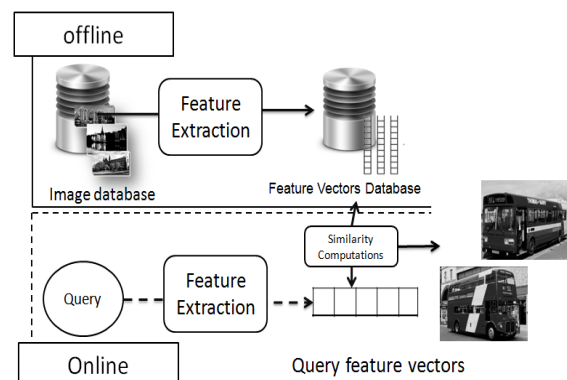 offline
Feature
Extraction
Image database
Feature Vectors Database
Similarity
Computations
Query
Feature
Extraction
Online
Query feature vectors